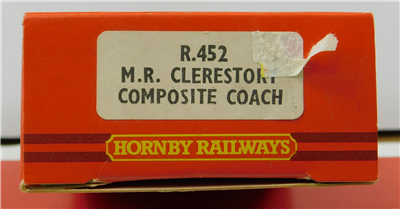 R.452
M.R. CLERESTORY
COMPOSITE COACH
HORNBY RAILWAYS